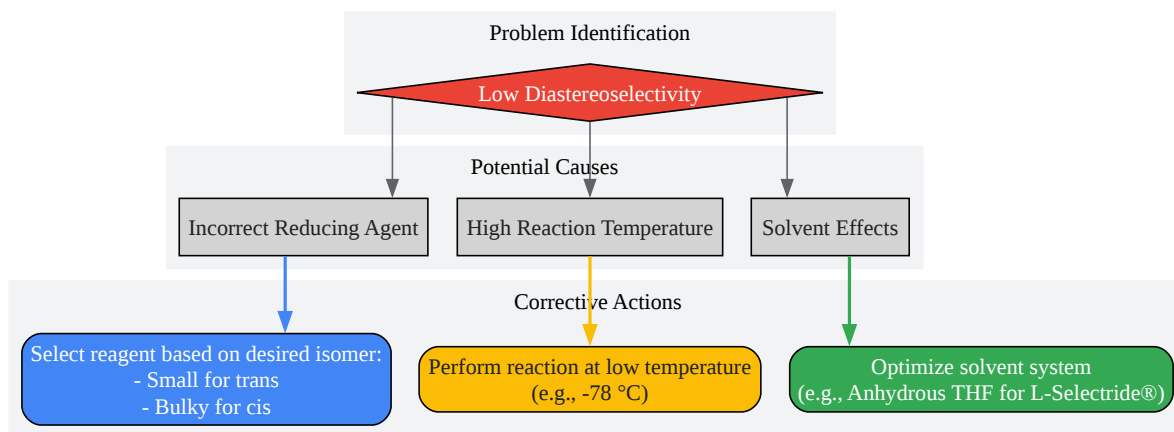 Problem Identification
Low Diastereoselectivity
Potential Causes
Incorrect Reducing Agent
High Reaction Temperature
Solvent Effects
Corrective Actions
Select reagent based on desired isomer:
- Small for trans
- Bulky for cis
Perform reaction at low temperature
(e.g., -78 °C)
Optimize solvent system
(e.g., Anhydrous THF for L-Selectride®)